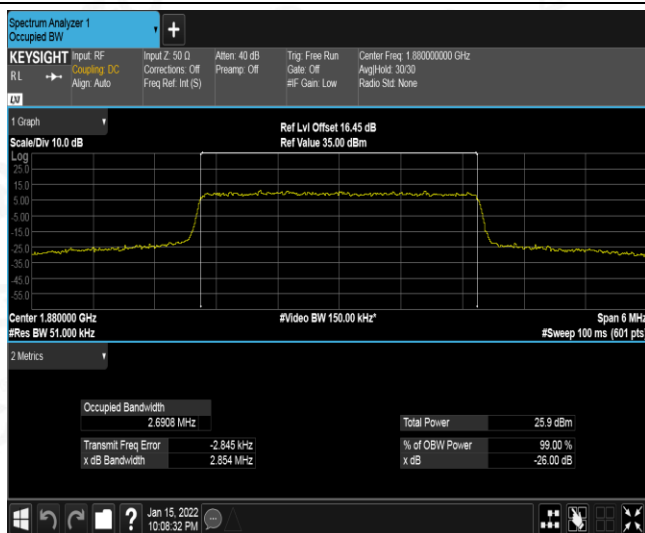 Spectrum Analyzer 1
Occupied BW
+
KEYSIGHT Input: RF Input Z: 50 Ω Atten: 40 dB Trig: Free Run Center Freq: 1.880000000 GHz
RL Coupling: DC Corrections: Off Preamp: Off Gate: Off Avg|Hold: 30/30
Align: Auto Freq Ref: Int (S) #IF Gain: Low Radio Std: None
LXI
1 Graph Ref Lvl Offset 16.45 dB
Scale/Div 10.0 dB Ref Value 35.00 dBm
Log
25.0
15.0
5.00
-5.00
-15.0
-25.0
-35.0
-45.0
-55.0
Center 1.880000 GHz #Video BW 150.00 kHz* Span 6 MHz
#Res BW 51.000 kHz #Sweep 100 ms (601 pts)
2 Metrics
Occupied Bandwidth
2.6908 MHz Total Power 25.9 dBm
Transmit Freq Error -2.845 kHz % of OBW Power 99.00 %
x dB Bandwidth 2.854 MHz x dB -26.00 dB
?
Jan 15, 2022
10:08:32 PM